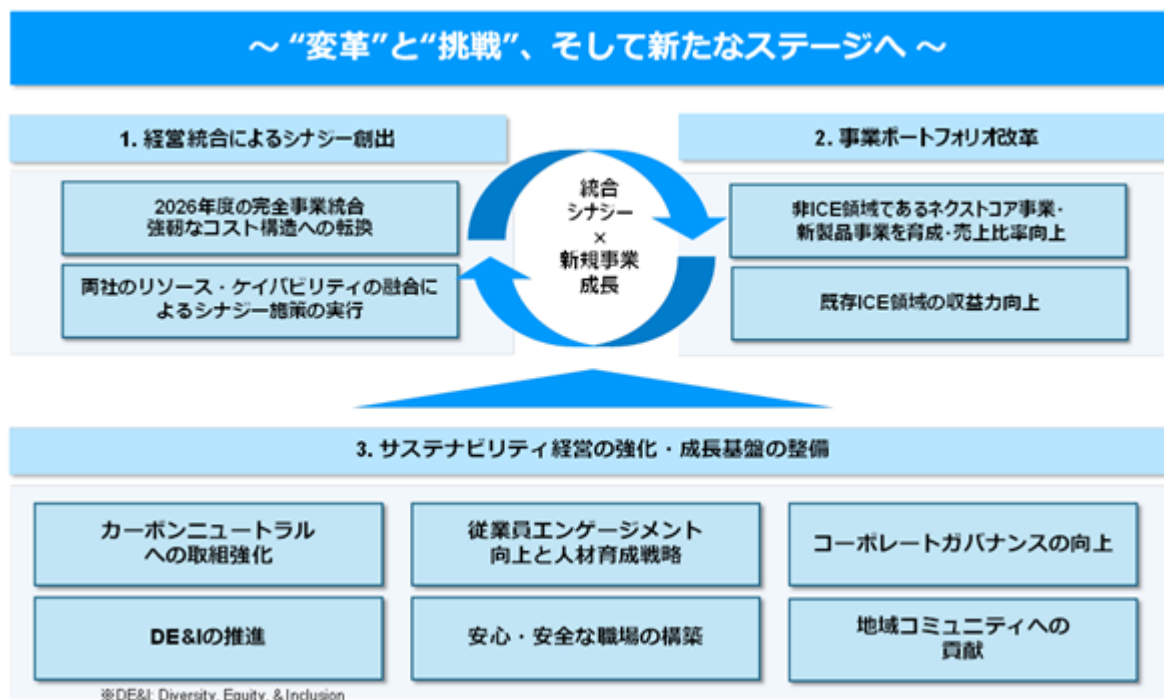 ～ “変革”と“挑戦”、そして新たなステージへ ～
1. 経営統合によるシナジー創出
2026年度の完全事業統合
強靭なコスト構造への転換
両社のリソース・ケイパビリティの融合に
よるシナジー施策の実行
統合
シナジー
×
新規事業
成長
2. 事業ポートフォリオ改革
非ICE領域であるネクストコア事業・
新製品事業を育成・売上比率向上
既存ICE領域の収益力向上
3. サステナビリティ経営の強化・成長基盤の整備
カーボンニュートラル
への取組強化
従業員エンゲージメント
向上と人材育成戦略
コーポレートガバナンスの向上
DE&Iの推進
安心・安全な職場の構築
地域コミュニティへの
貢献
※DE&I: Diversity, Equity, & Inclusion